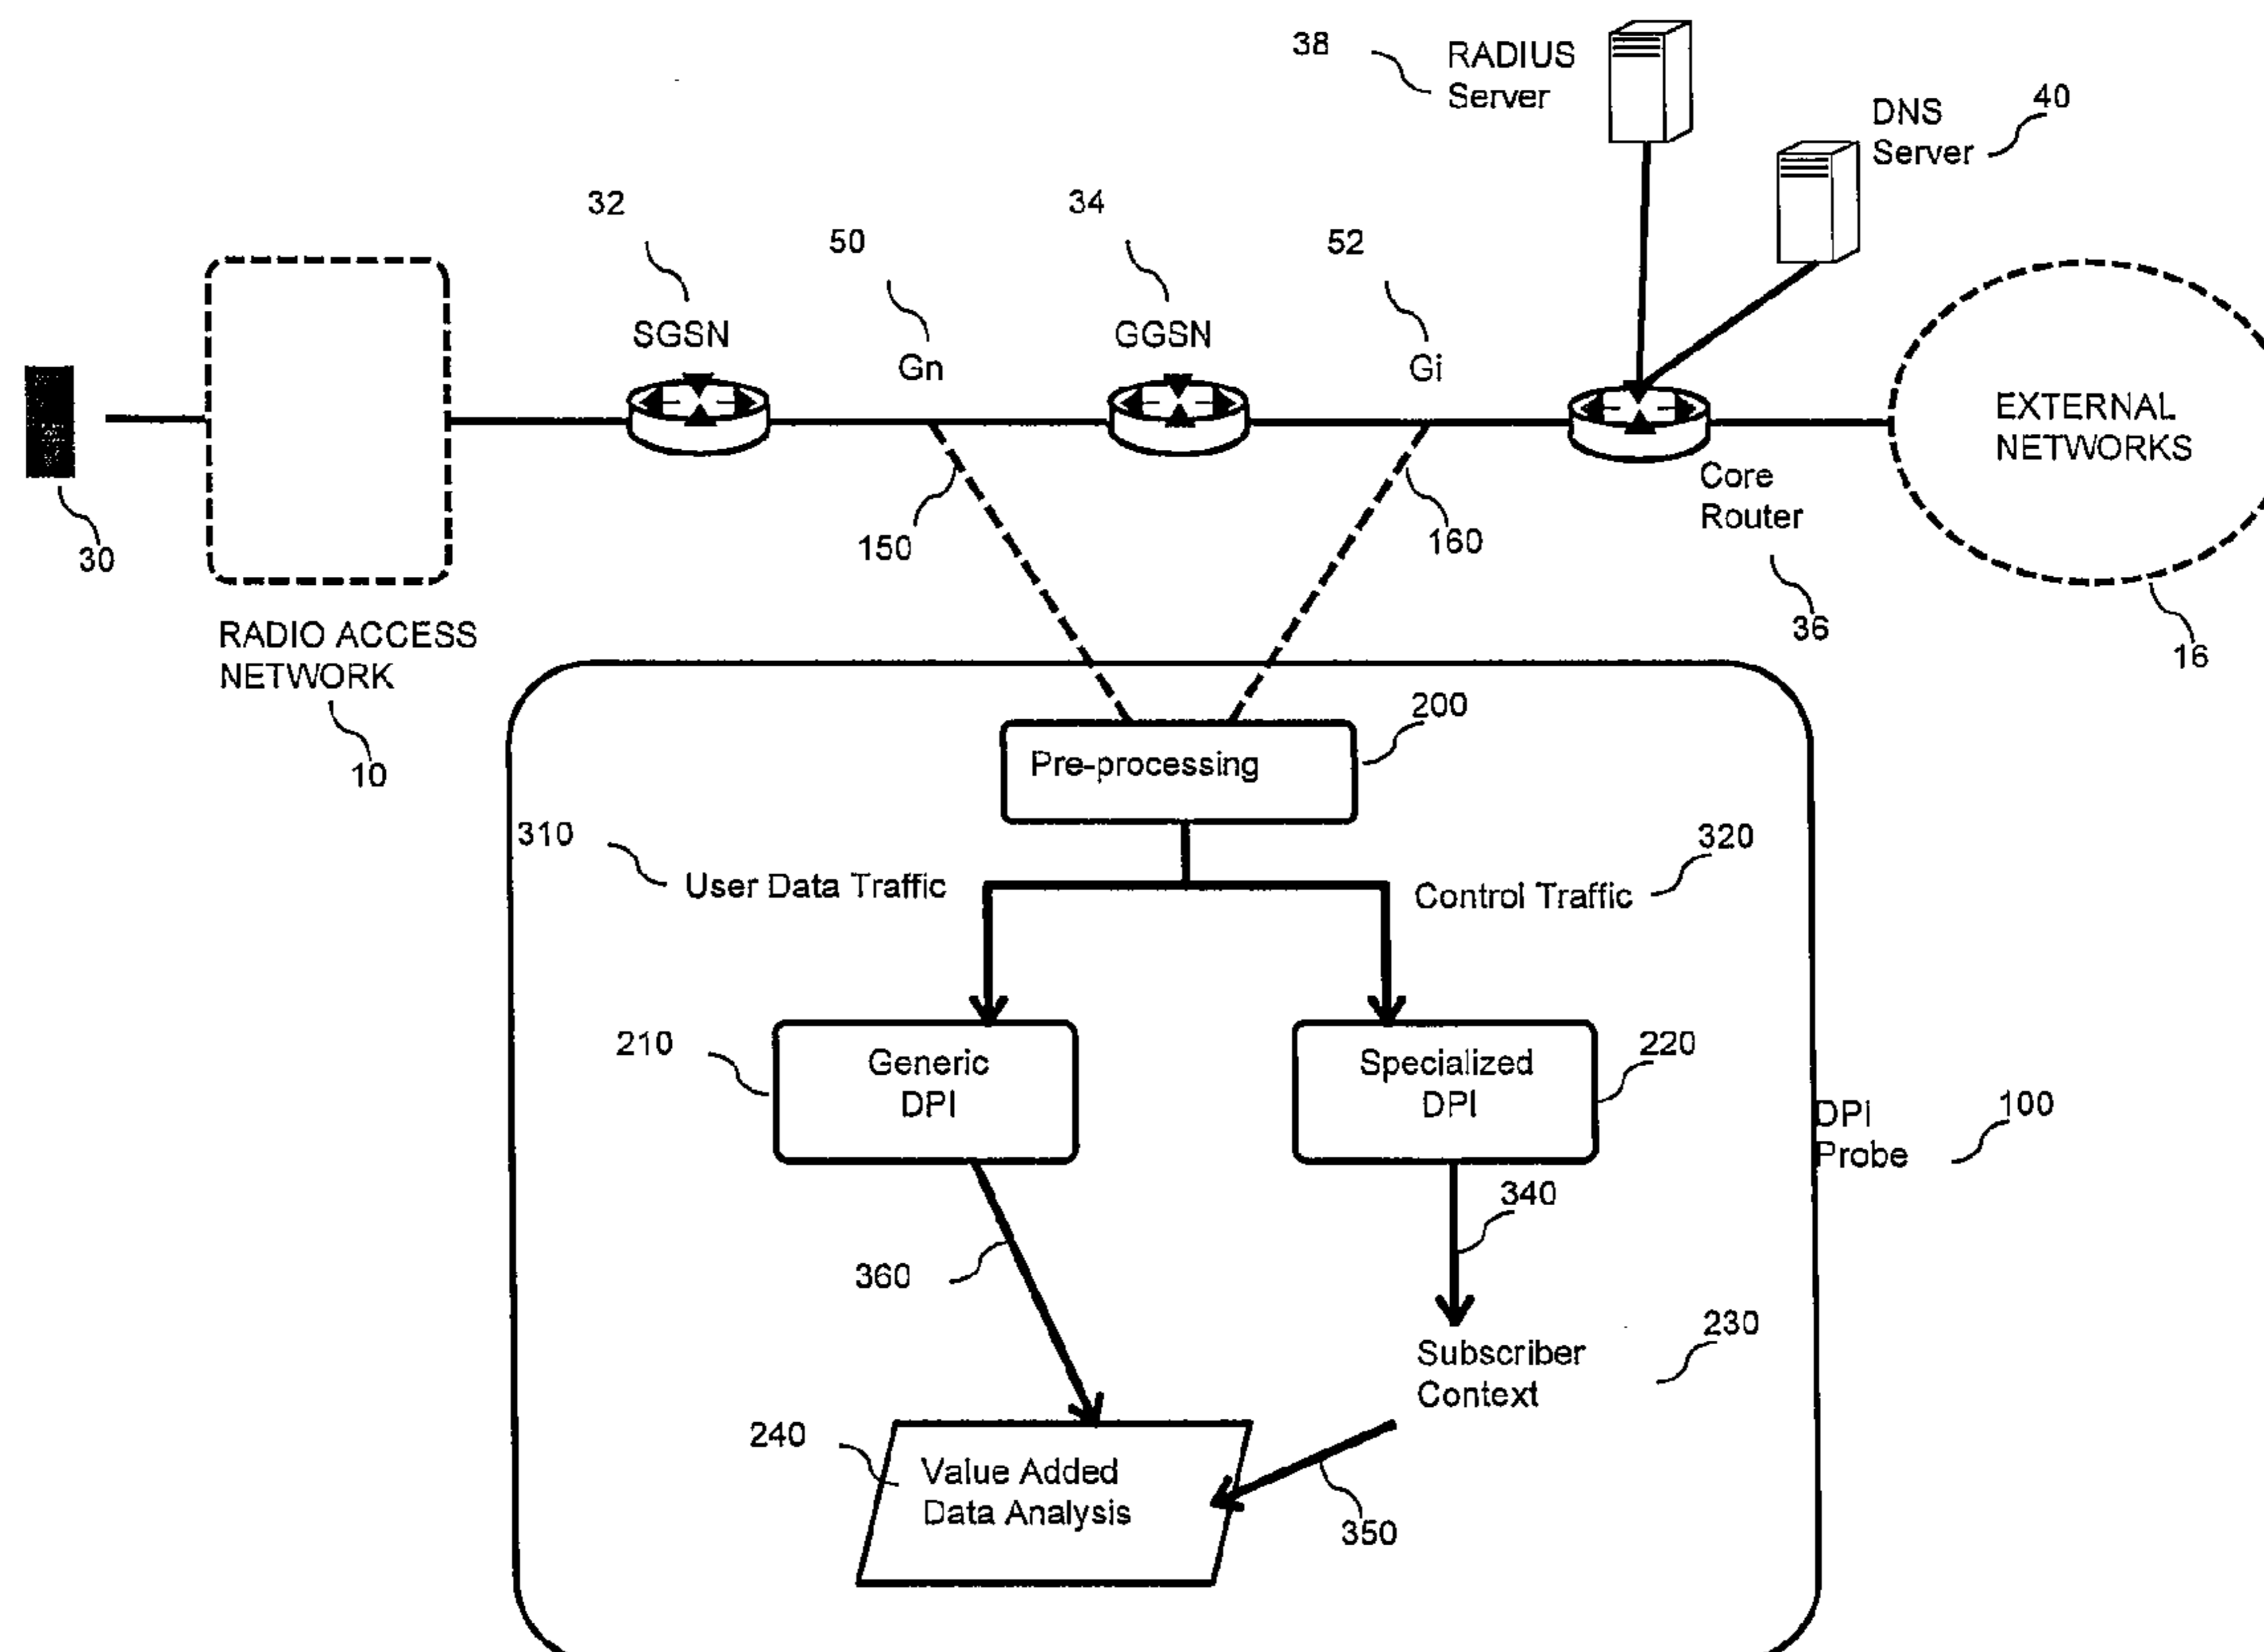 38
RADIUS
Server
DNS
Server
40
32
50
34
52
SGSN
Gn
GGSN
Gi
EXTERNAL
NETWORKS
Core
Router
30
150
160
36
16
RADIO ACCESS
NETWORK
10
200
Pre-processing
310
User Data Traffic
320
Control Traffic
210
Generic
DPI
Specialized
DPI
220
DPI
Probe
100
340
360
230
Subscriber
Context
240
Value Added
Data Analysis
350